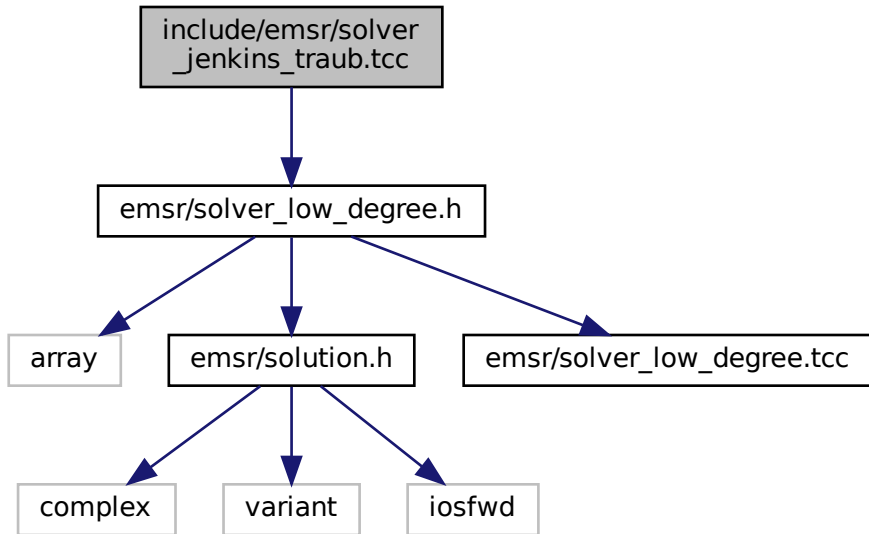 include/emsr/solver
_jenkins_traub.tcc
emsr/solver_low_degree.h
array
emsr/solution.h
emsr/solver_low_degree.tcc
complex
variant
iosfwd